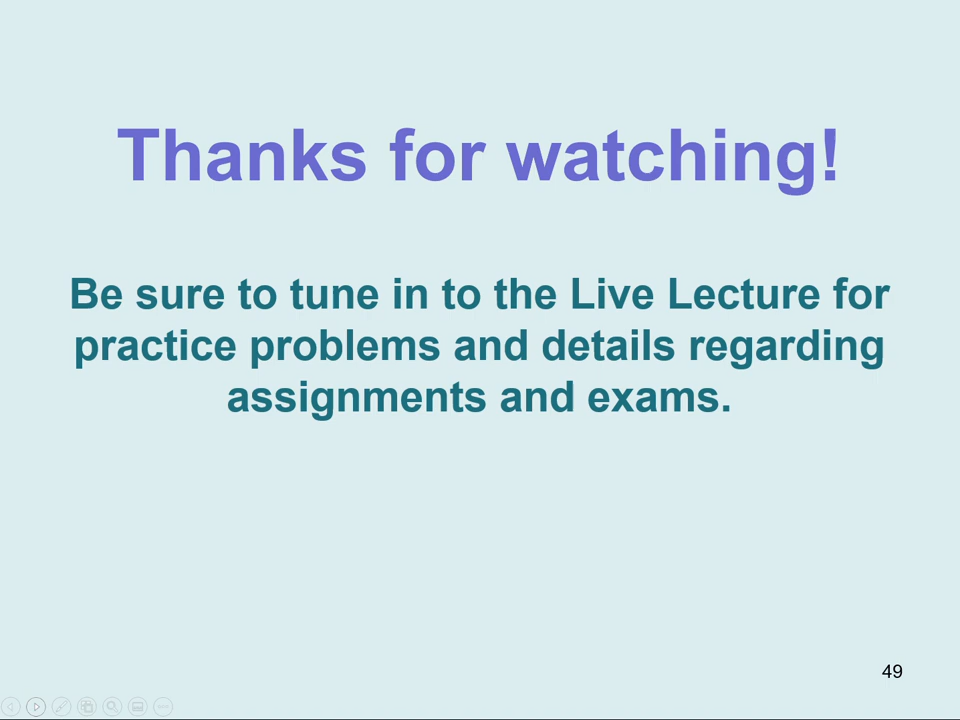 Thanks for watching!
Be sure to tune in to the Live Lecture for
practice problems and details regarding
assignments and exams.
49